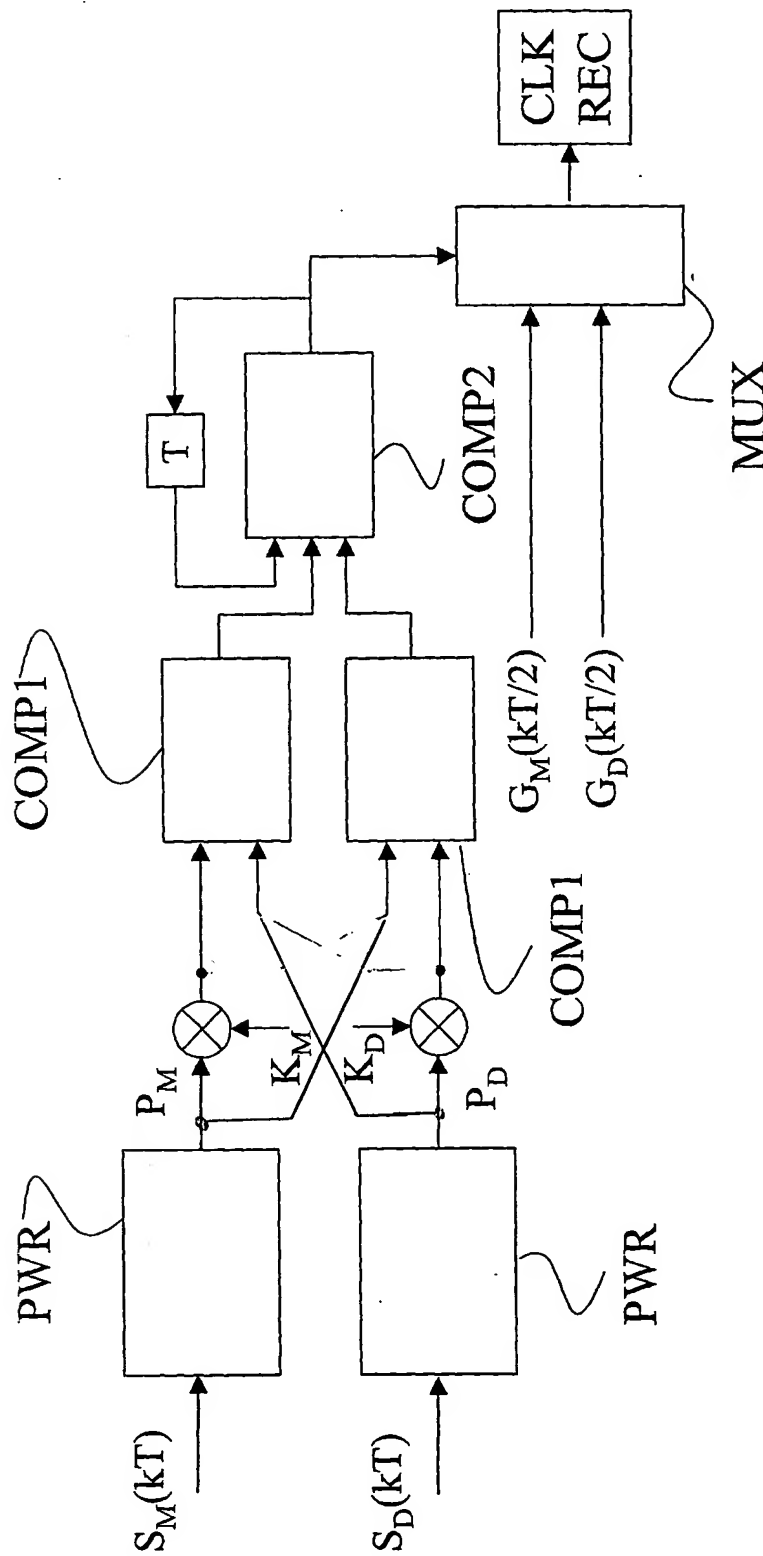 S_M(kT)
S_D(kT)
PWR
PWR
P_M
P_D
K_M
K_D
COMP1
COMP1
T
COMP2
G_M(kT/2)
G_D(kT/2)
MUX
CLK
REC